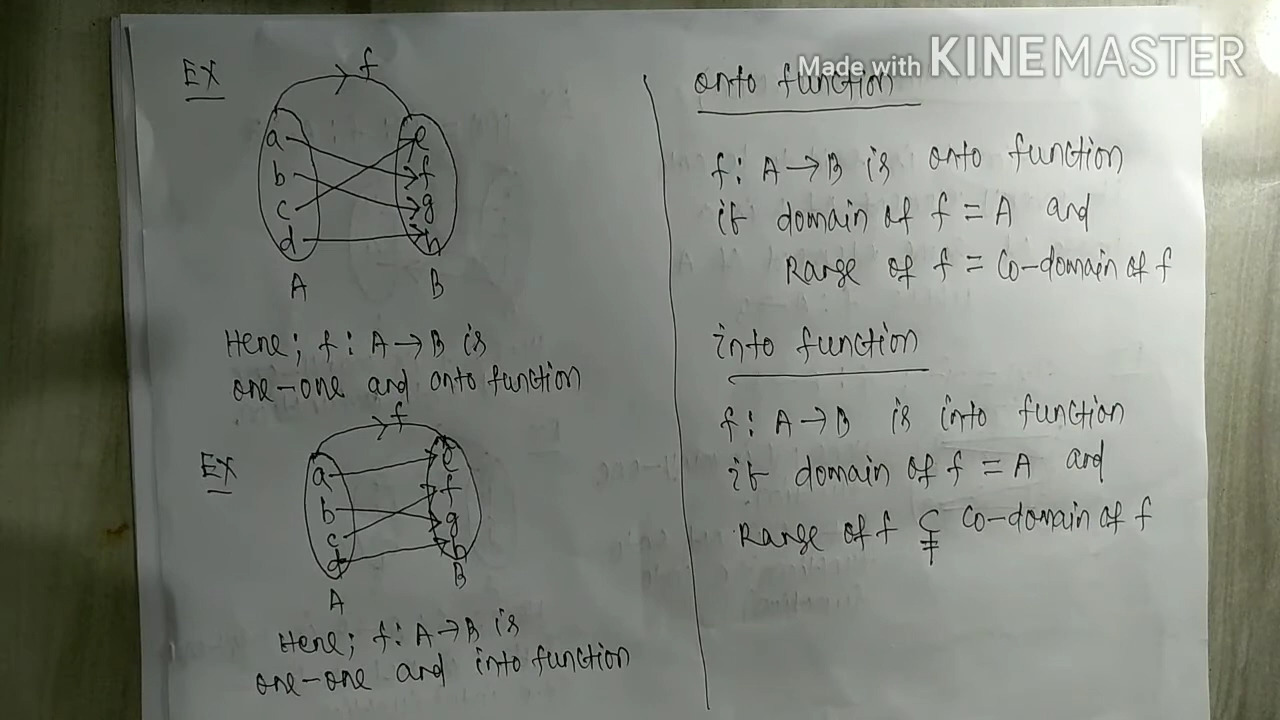 Ex
f
a
b
c
d
e
f
g
h
A
B
Here; f: A→B is
one-one and onto function
Ex
f
a
b
c
d
e
f
g
h
A
B
Here; f: A→B is
one-one and into function
Made with KINEMASTER
onto function
f: A→B is onto function
if domain of f = A and
Range of f = Co-domain of f
into function
f: A→B is into function
if domain of f = A and
Range of f ⊊ Co-domain of f